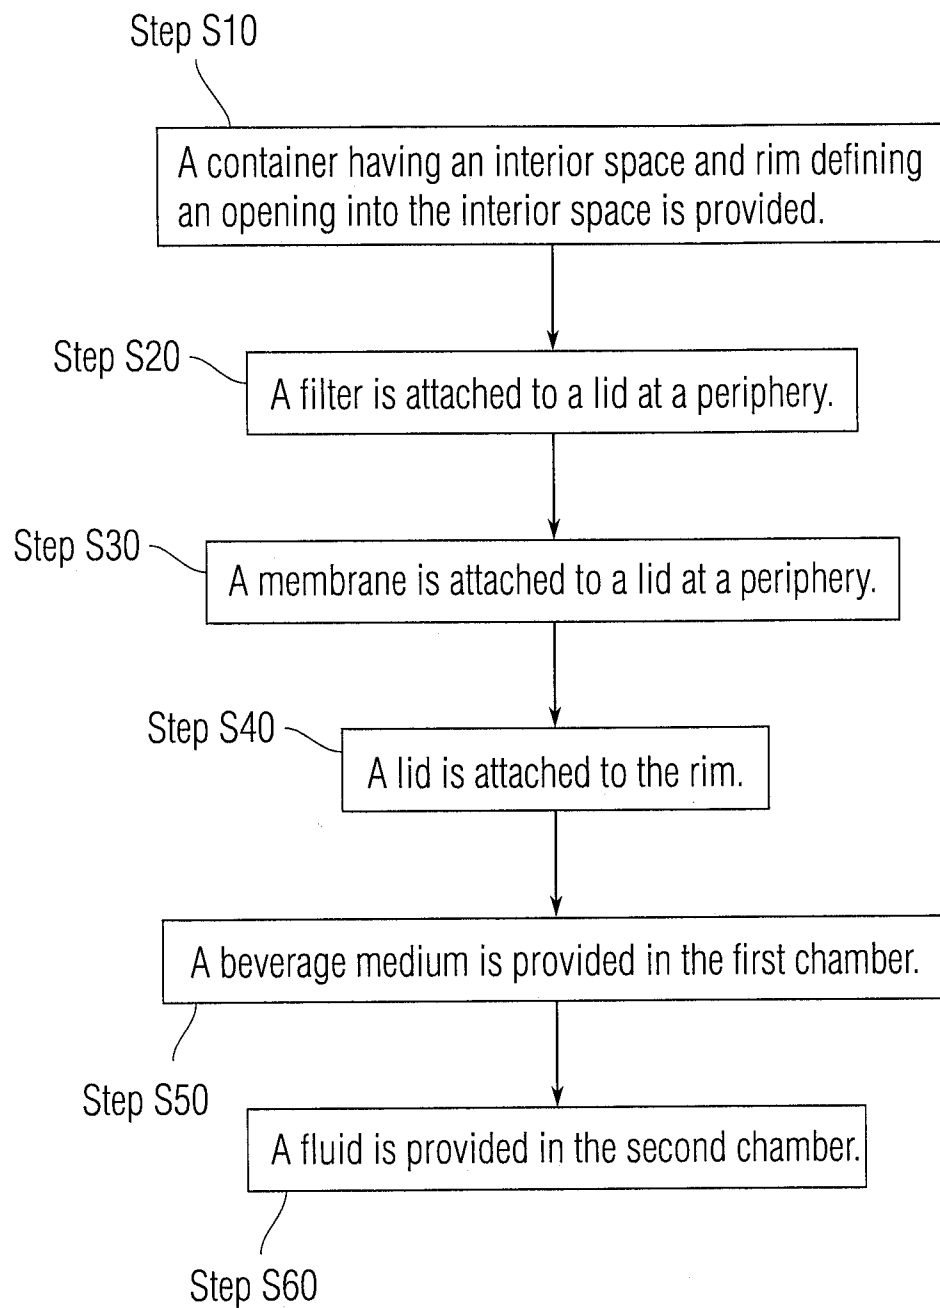 Step S10
A container having an interior space and rim defining
an opening into the interior space is provided.
Step S20
A filter is attached to a lid at a periphery.
Step S30
A membrane is attached to a lid at a periphery.
Step S40
A lid is attached to the rim.
A beverage medium is provided in the first chamber.
Step S50
A fluid is provided in the second chamber.
Step S60